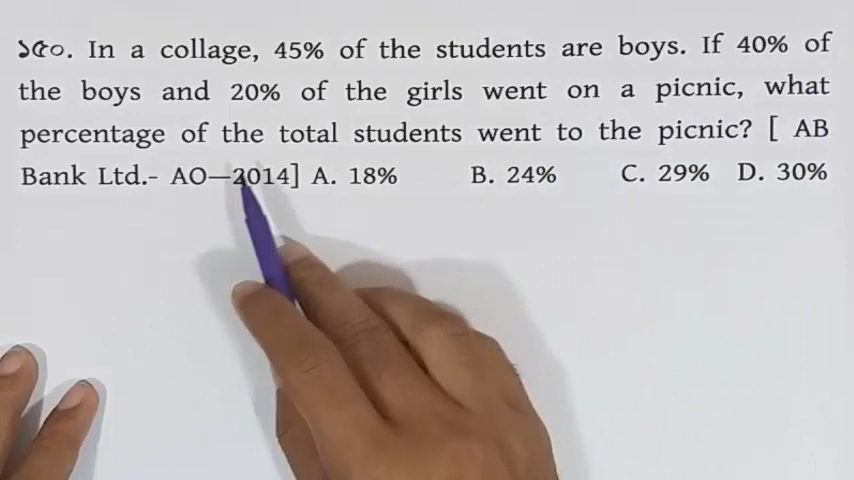 ১৫০. In a collage, 45% of the students are boys. If 40% of
the boys and 20% of the girls went on a picnic, what
percentage of the total students went to the picnic? [ AB
Bank Ltd.- AO—2014] A. 18% B. 24% C. 29% D. 30%